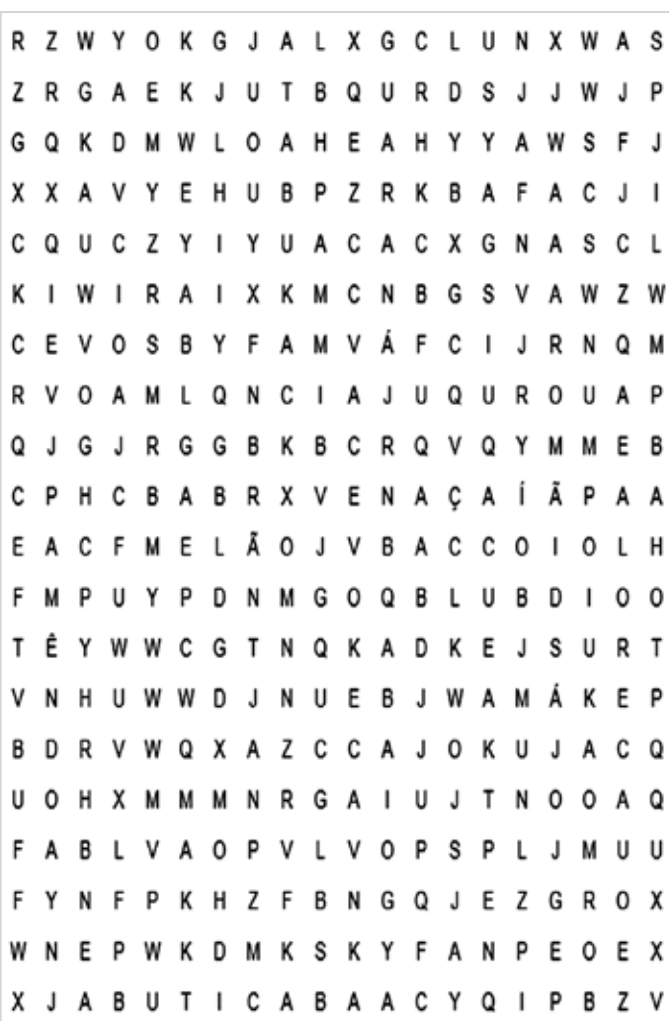 R Z W Y O K G J A L X G C L U N X W A S
Z R G A E K J U T B Q U R D S J J W J P
G Q K D M W L O A H E A H Y Y A W S F J
X X A V Y E H U B P Z R K B A F A C J I
C Q U C Z Y I Y U A C A C X G N A S C L
K I W I R A I X K M C N B G S V A W Z W
C E V O S B Y F A M V Á F C I J R N Q M
R V O A M L Q N C I A J U Q U R O U A P
Q J G J R G G B K B C R Q V Q Y M M E B
C P H C B A B R X V E N A Ç A Í Ã P A A
E A C F M E L Ã O J V B A C C O I O L H
F M P U Y P D N M G O Q B L U B D I O O
T Ê Y W W C G T N Q K A D K E J S U R T
V N H U W W D J N U E B J W A M Á K E P
B D R V W Q X A Z C C A J O K U J A C Q
U O H X M M M N R G A I U J T N O O A Q
F A B L V A O P V L V O P S P L J M U U
F Y N F P K H Z F B N G Q J E Z G R O X
W N E P W K D M K S K Y F A N P E O E X
X J A B U T I C A B A A C Y Q I P B Z V